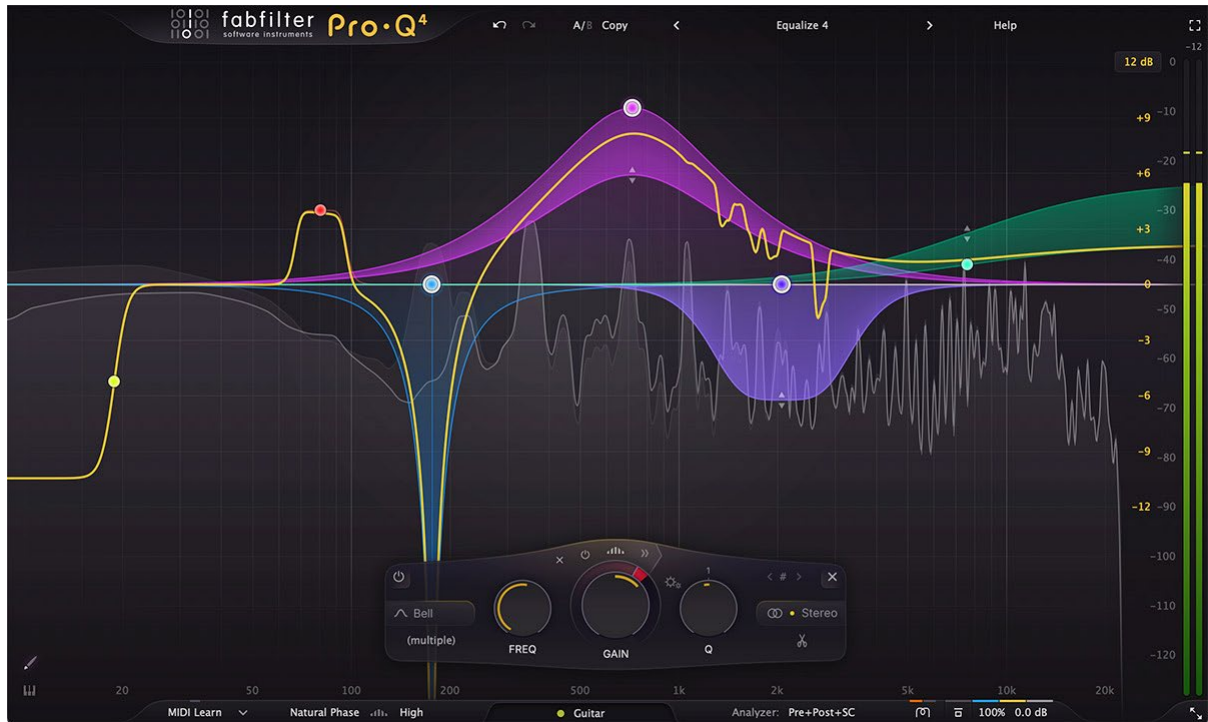 fabfilter Pro·Q⁴
software instruments
A/B Copy
Equalize 4
Help
-12
12 dB
0
+9
-10
-20
+6
-30
+3
-40
0
-50
-3
-60
-6
-70
-9
-80
-12
-90
-100
-110
-120
1
< # >
Bell
Stereo
(multiple)
FREQ
GAIN
Q
20 50 100 200 500 1k 2k 5k 10k 20k
MIDI Learn Natural Phase High Guitar Analyzer: Pre+Post+SC 100% 0.0 dB